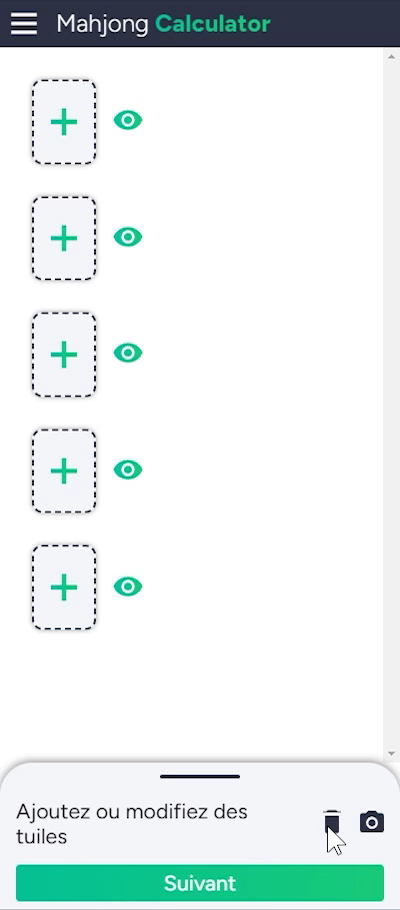 Mahjong Calculator
Ajoutez ou modifiez des
tuiles
Suivant